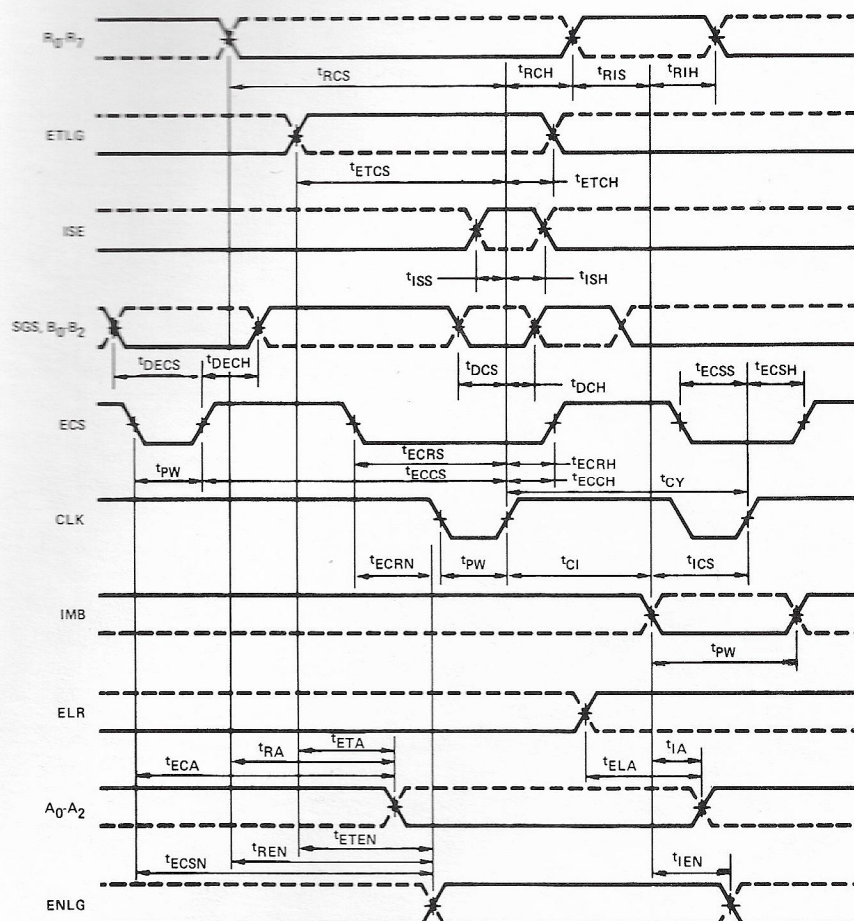 R0-R7
tRCS tRCH tRIS tRIH
ETLG
tETCS tETCH
ISE
tISS tISH
SGS, B0-B2
tDECS tDECH tDCS tDCH tECSS tECSH
ECS
tECRS tECRH
tPW tECCS tECCH tCY
CLK
tECRN tPW tCI tICS
IMB
tPW
ELR
tETA
tRA tIA
tECA tELA
A0-A2
tETEN
tREN
tECSN tIEN
ENLG